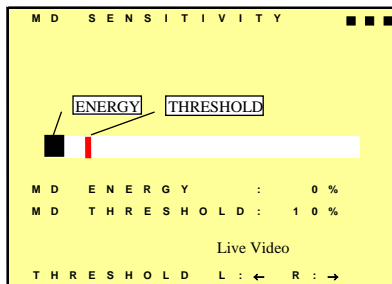 MD SENSITIVITY
ENERGY THRESHOLD
MD ENERGY : 0%
MD THRESHOLD: 10%
Live Video
THRESHOLD L:← R:→